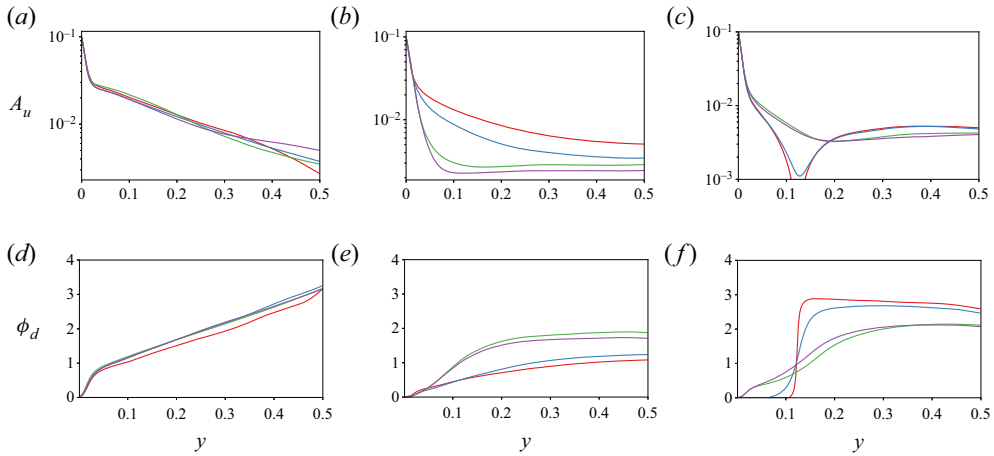 (a) (b) (c)
10⁻¹ 10⁻¹ 10⁻¹
A_u 10⁻² 10⁻² 10⁻²
10⁻³
0 0.1 0.2 0.3 0.4 0.5 0 0.1 0.2 0.3 0.4 0.5 0 0.1 0.2 0.3 0.4 0.5
(d) (e) (f)
4 4 4
3 3 3
ϕ_d 2 2 2
1 1 1
0 0.1 0.2 0.3 0.4 0.5 0 0.1 0.2 0.3 0.4 0.5 0 0.1 0.2 0.3 0.4 0.5
y y y